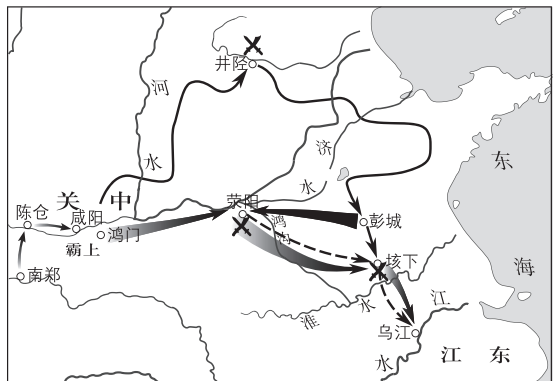 井陉
河
水
济
水
东
海
关中
荥阳
鸿沟
陈仓
咸阳
鸿门
霸上
彭城
南郑
垓下
淮水
江水
乌江
江东